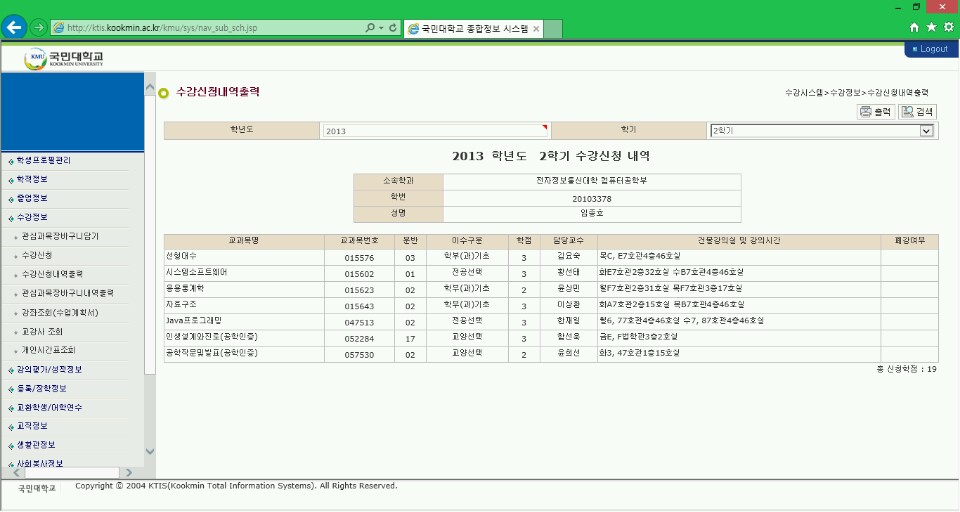 http://ktis.kookmin.ac.kr/kmu/sys/nav_sub_sch.jsp
국민대학교 종합정보 시스템
Logout
KMU 국민대학교
KOOKMIN UNIVERSITY
수강신청내역출력
수강시스템>수강정보>수강신청내역출력
출력 검색
학년도 2013 학기 2학기
2013 학년도 2학기 수강신청 내역
소속학과 전자정보통신대학 컴퓨터공학부
학번 20103378
성명 임종호
학생프로필관리
학적정보
졸업정보
수강정보
관심과목장바구니담기
수강신청
수강신청내역출력
관심과목장바구니내역출력
강좌조회(수업계획서)
교강사 조회
개인시간표조회
강의평가/성적정보
등록/장학정보
교환학생/어학연수
교직정보
생활관정보
사회봉사정보
교과목명 교과목번호 분반 이수구분 학점 담당교수 건물강의실 및 강의시간 폐강여부
선형대수 015576 03 학부(과)기초 3 김요숙 목C, E7호관4층46호실
시스템소프트웨어 015602 01 전공선택 3 황선태 화E7호관2층32호실 수B7호관4층46호실
응용통계학 015623 02 학부(과)기초 2 윤상민 월F7호관2층31호실 목F7호관3층17호실
자료구조 015643 02 학부(과)기초 3 이상환 화A7호관2층15호실 목B7호관4층46호실
Java프로그래밍 047513 02 전공선택 3 한재일 월6, 77호관4층46호실 수7, 87호관4층46호실
인생설계와진로(공학인증) 052284 17 교양선택 3 함선옥 금E, F법학관3층2호실
공학작문및발표(공학인증) 057530 02 교양선택 2 윤희선 화3, 47호관1층15호실
총 신청학점 : 19
국민대학교 Copyright © 2004 KTIS(Kookmin Total Information Systems). All Rights Reserved.